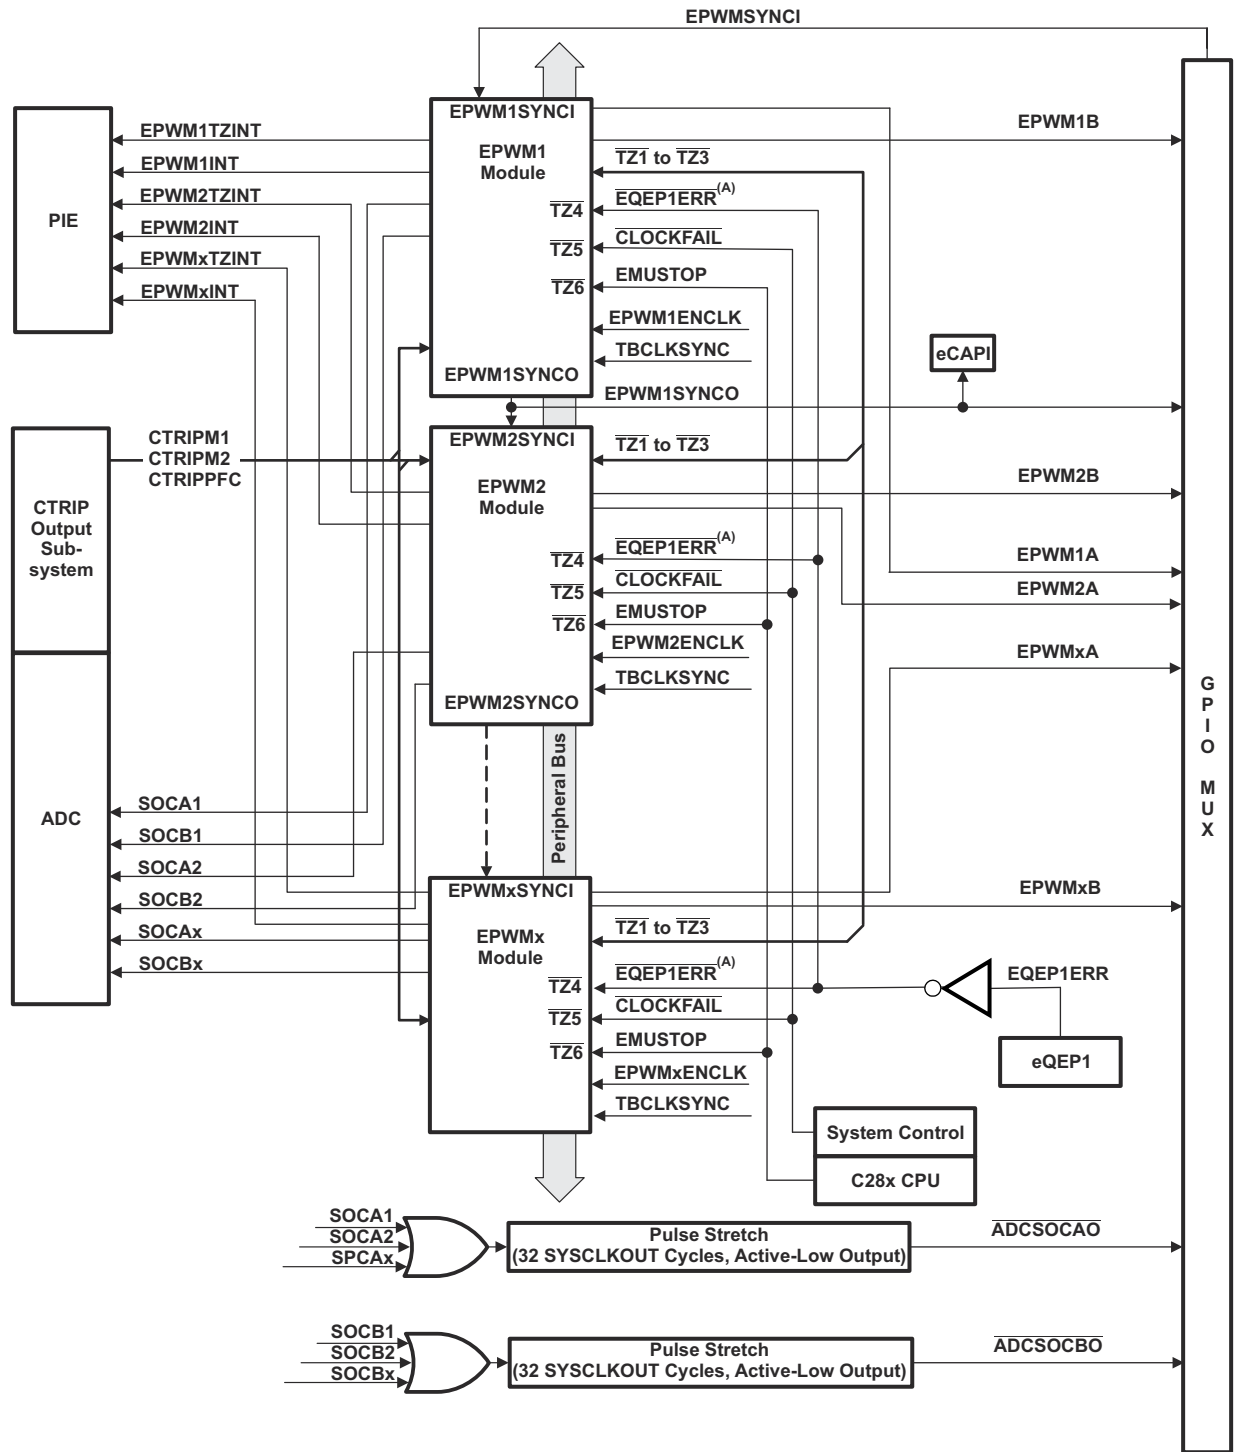 EPWMSYNCI
EPWM1SYNCI
EPWM1
Module
TZ4
TZ5
TZ6
EPWM1SYNCO
EPWM1TZINT
EPWM1INT
EPWM2TZINT
EPWM2INT
EPWMxTZINT
EPWMxINT
PIE
EPWM1B
TZ1 to TZ3
EQEP1ERR(A)
CLOCKFAIL
EMUSTOP
EPWM1ENCLK
TBCLKSYNC
eCAPI
EPWM1SYNCO
CTRIPM1
CTRIPM2
CTRIPPFC
CTRIP
Output
Sub-
system
EPWM2SYNCI
EPWM2
Module
TZ4
TZ5
TZ6
EPWM2SYNCO
TZ1 to TZ3
EQEP1ERR(A)
CLOCKFAIL
EMUSTOP
EPWM2ENCLK
TBCLKSYNC
EPWM2B
EPWM1A
EPWM2A
EPWMxA
GPIO MUX
Peripheral Bus
ADC
SOCA1
SOCB1
SOCA2
SOCB2
SOCAx
SOCBx
EPWMxSYNCI
EPWMx
Module
TZ4
TZ5
TZ6
EPWMxB
TZ1 to TZ3
EQEP1ERR(A)
CLOCKFAIL
EMUSTOP
EPWMxENCLK
TBCLKSYNC
EQEP1ERR
eQEP1
System Control
C28x CPU
SOCA1
SOCA2
SPCAx
Pulse Stretch
(32 SYSCLKOUT Cycles, Active-Low Output)
ADCSOCAO
SOCB1
SOCB2
SOCBx
Pulse Stretch
(32 SYSCLKOUT Cycles, Active-Low Output)
ADCSOCBO